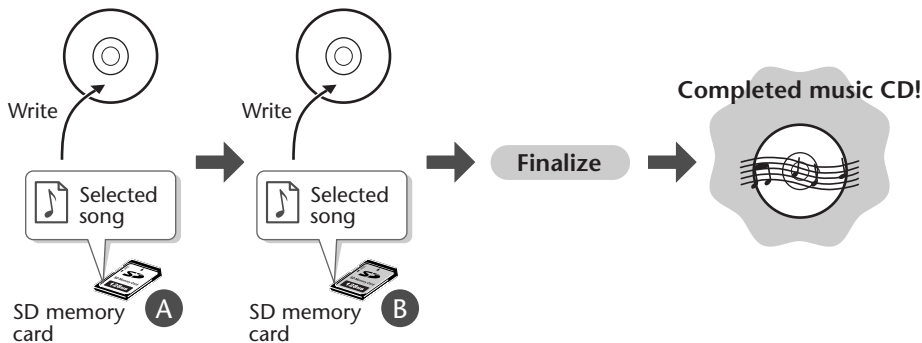 Write
Selected
song
SD memory
card
A
Write
Selected
song
SD memory
card
B
Finalize
Completed music CD!